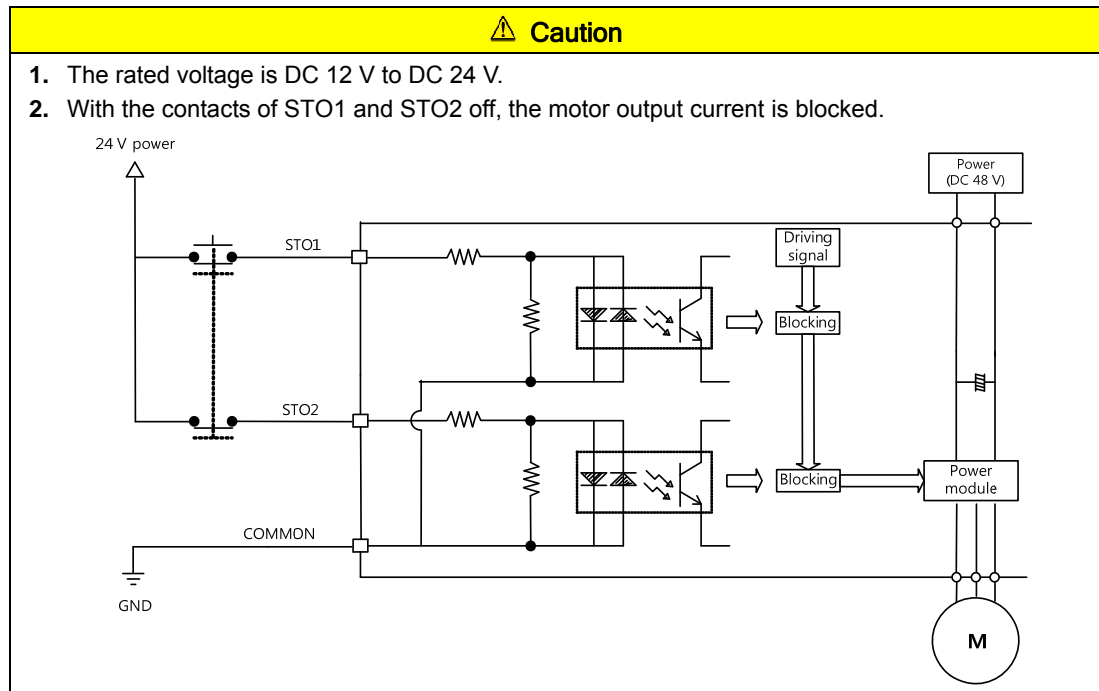 Caution
1. The rated voltage is DC 12 V to DC 24 V.
2. With the contacts of STO1 and STO2 off, the motor output current is blocked.
24 V power
Power
(DC 48 V)
STO1
Driving
signal
Blocking
STO2
Blocking
Power
module
COMMON
GND
M